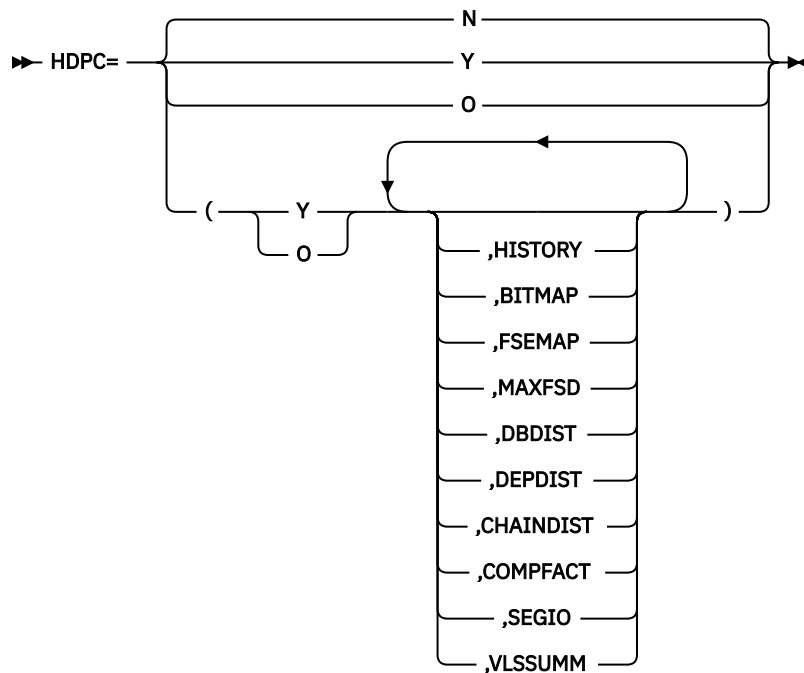 N
HDPC=
Y
O
(
Y
)
O
,HISTORY
,BITMAP
,FSEMAP
,MAXFSD
,DBDIST
,DEPDIST
,CHAINDIST
,COMPFACT
,SEGIO
,VLSSUMM